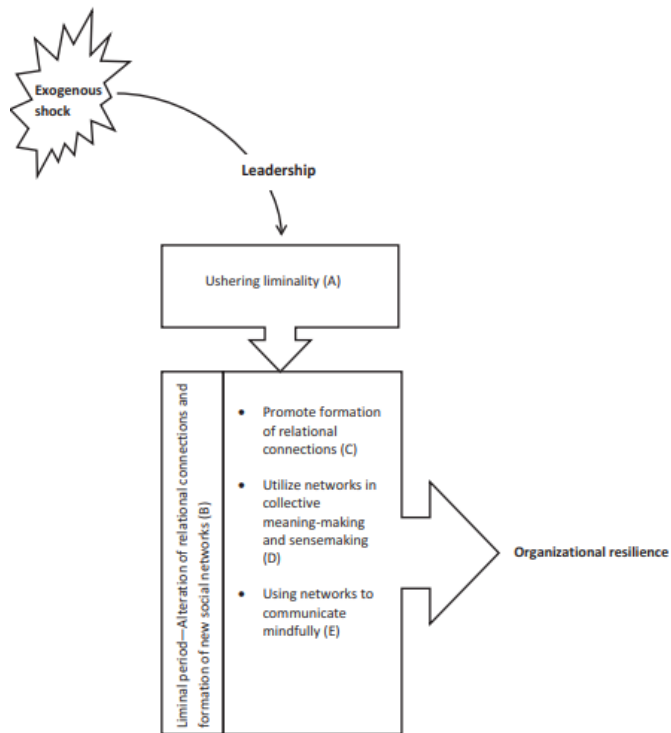 Exogenous
shock
Leadership
Ushering liminality (A)
Liminal period—Alteration of relational connections and
formation of new social networks (B)
• Promote formation
of relational
connections (C)
• Utilize networks in
collective
meaning-making
and sensemaking
(D)
• Using networks to
communicate
mindfully (E)
Organizational resilience